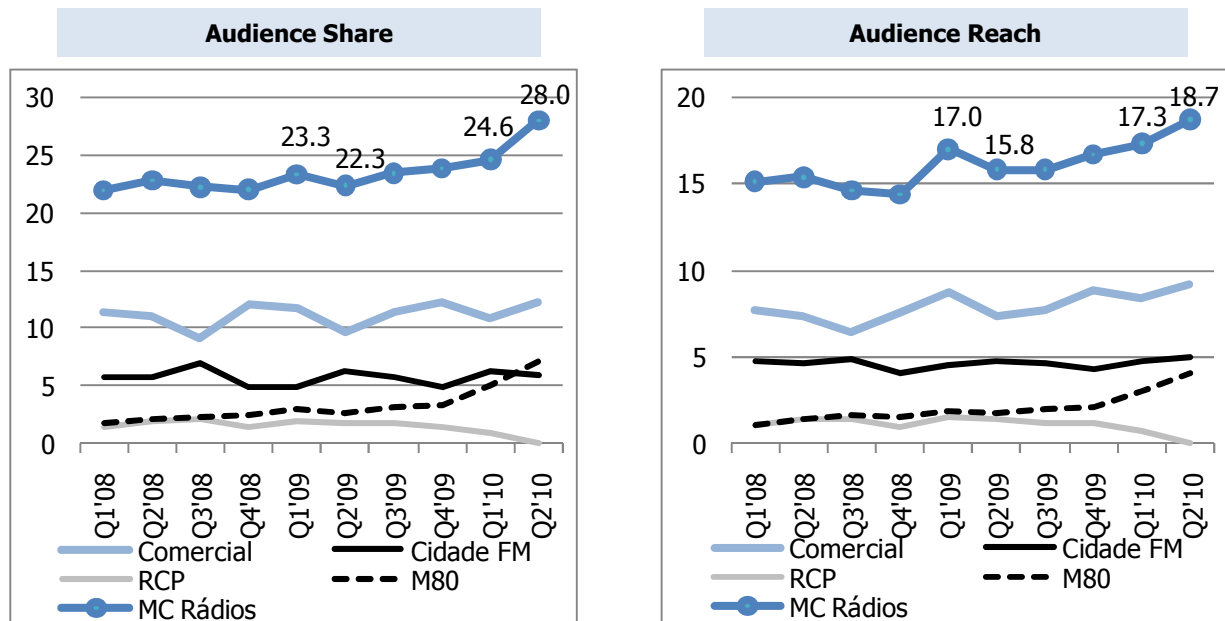 Audience Share
30
25
20
15
10
5
0
23.3
22.3
24.6
28.0
Q1'08
Q2'08
Q3'08
Q4'08
Q1'09
Q2'09
Q3'09
Q4'09
Q1'10
Q2'10
Comercial
Cidade FM
RCP
M80
MC Rádios
Audience Reach
20
15
10
5
0
17.0
15.8
17.3
18.7
Q1'08
Q2'08
Q3'08
Q4'08
Q1'09
Q2'09
Q3'09
Q4'09
Q1'10
Q2'10
Comercial
Cidade FM
RCP
M80
MC Rádios